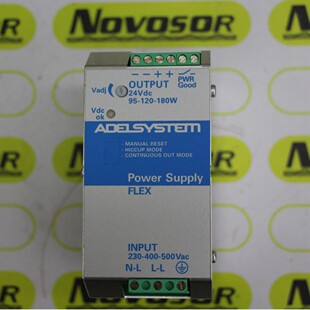 NOVOSOR
Vadj
– – + +
OUTPUT
24Vdc
95-120-180W
PWR
Good
Vdc
ok
ADELSYSTEM
- MANUAL RESET
- HICCUP MODE
- CONTINUOUS OUT MODE
Power Supply
FLEX
INPUT
230-400-500Vac
N-L L-L